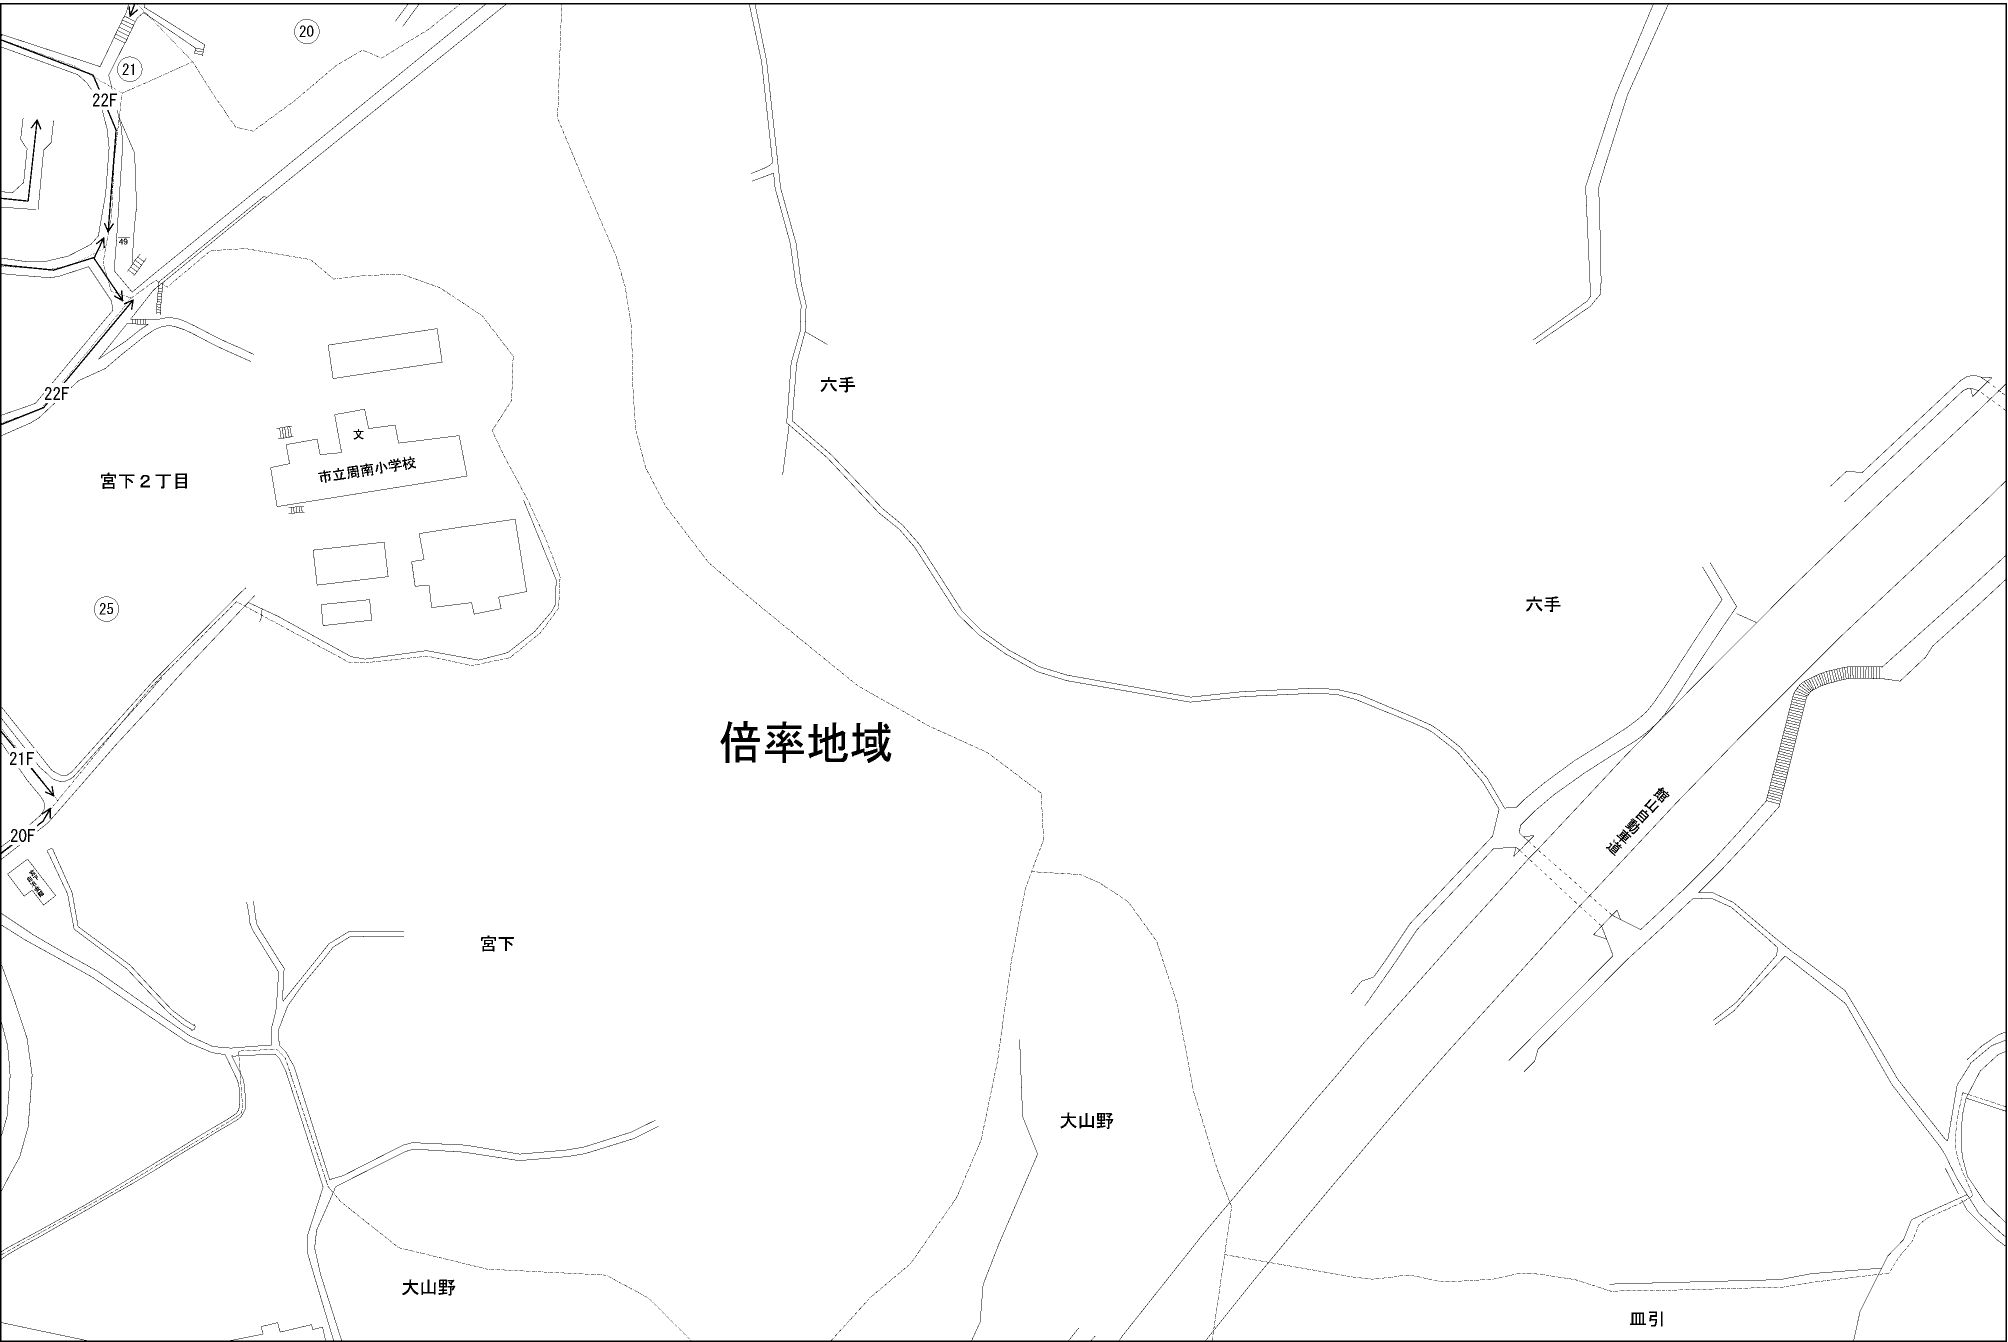 20
21
22F
49
六手
22F
文
市立周南小学校
宮下２丁目
六手
25
倍率地域
21F
館山自動車道
20F
宮下
大山野
大山野
皿引